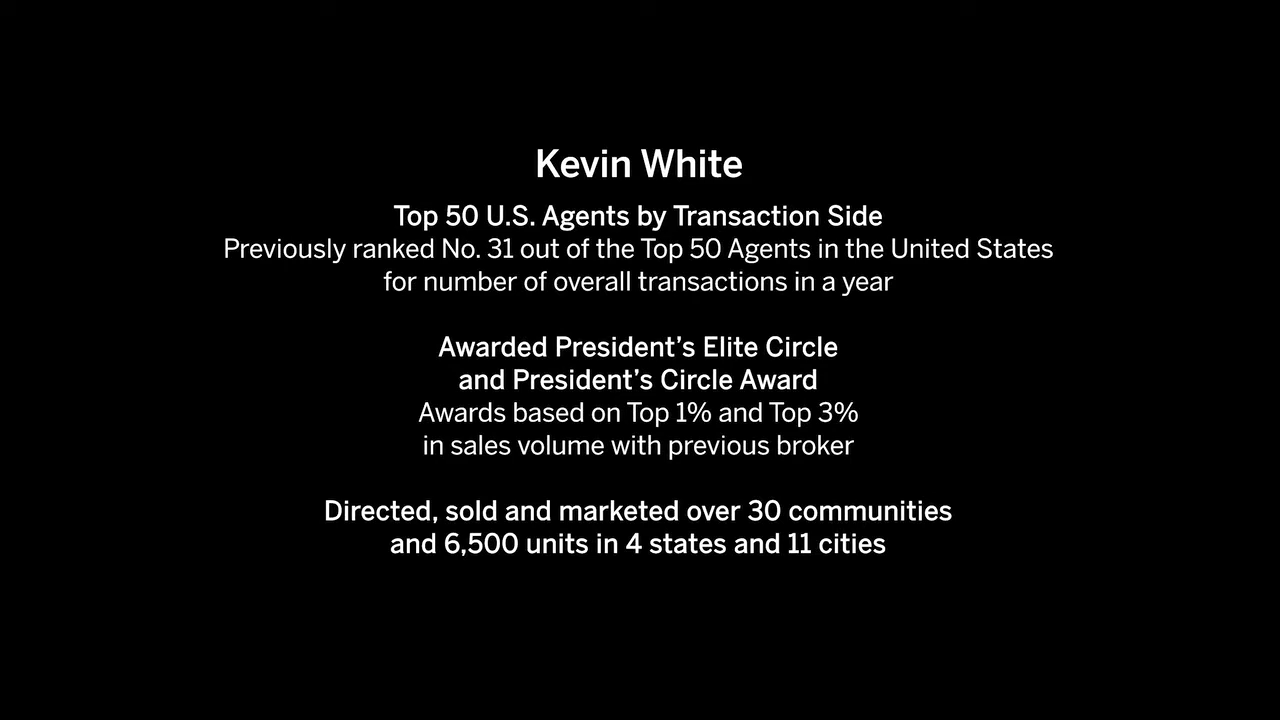 Kevin White
Top 50 U.S. Agents by Transaction Side
Previously ranked No. 31 out of the Top 50 Agents in the United States
for number of overall transactions in a year
Awarded President’s Elite Circle
and President’s Circle Award
Awards based on Top 1% and Top 3%
in sales volume with previous broker
Directed, sold and marketed over 30 communities
and 6,500 units in 4 states and 11 cities